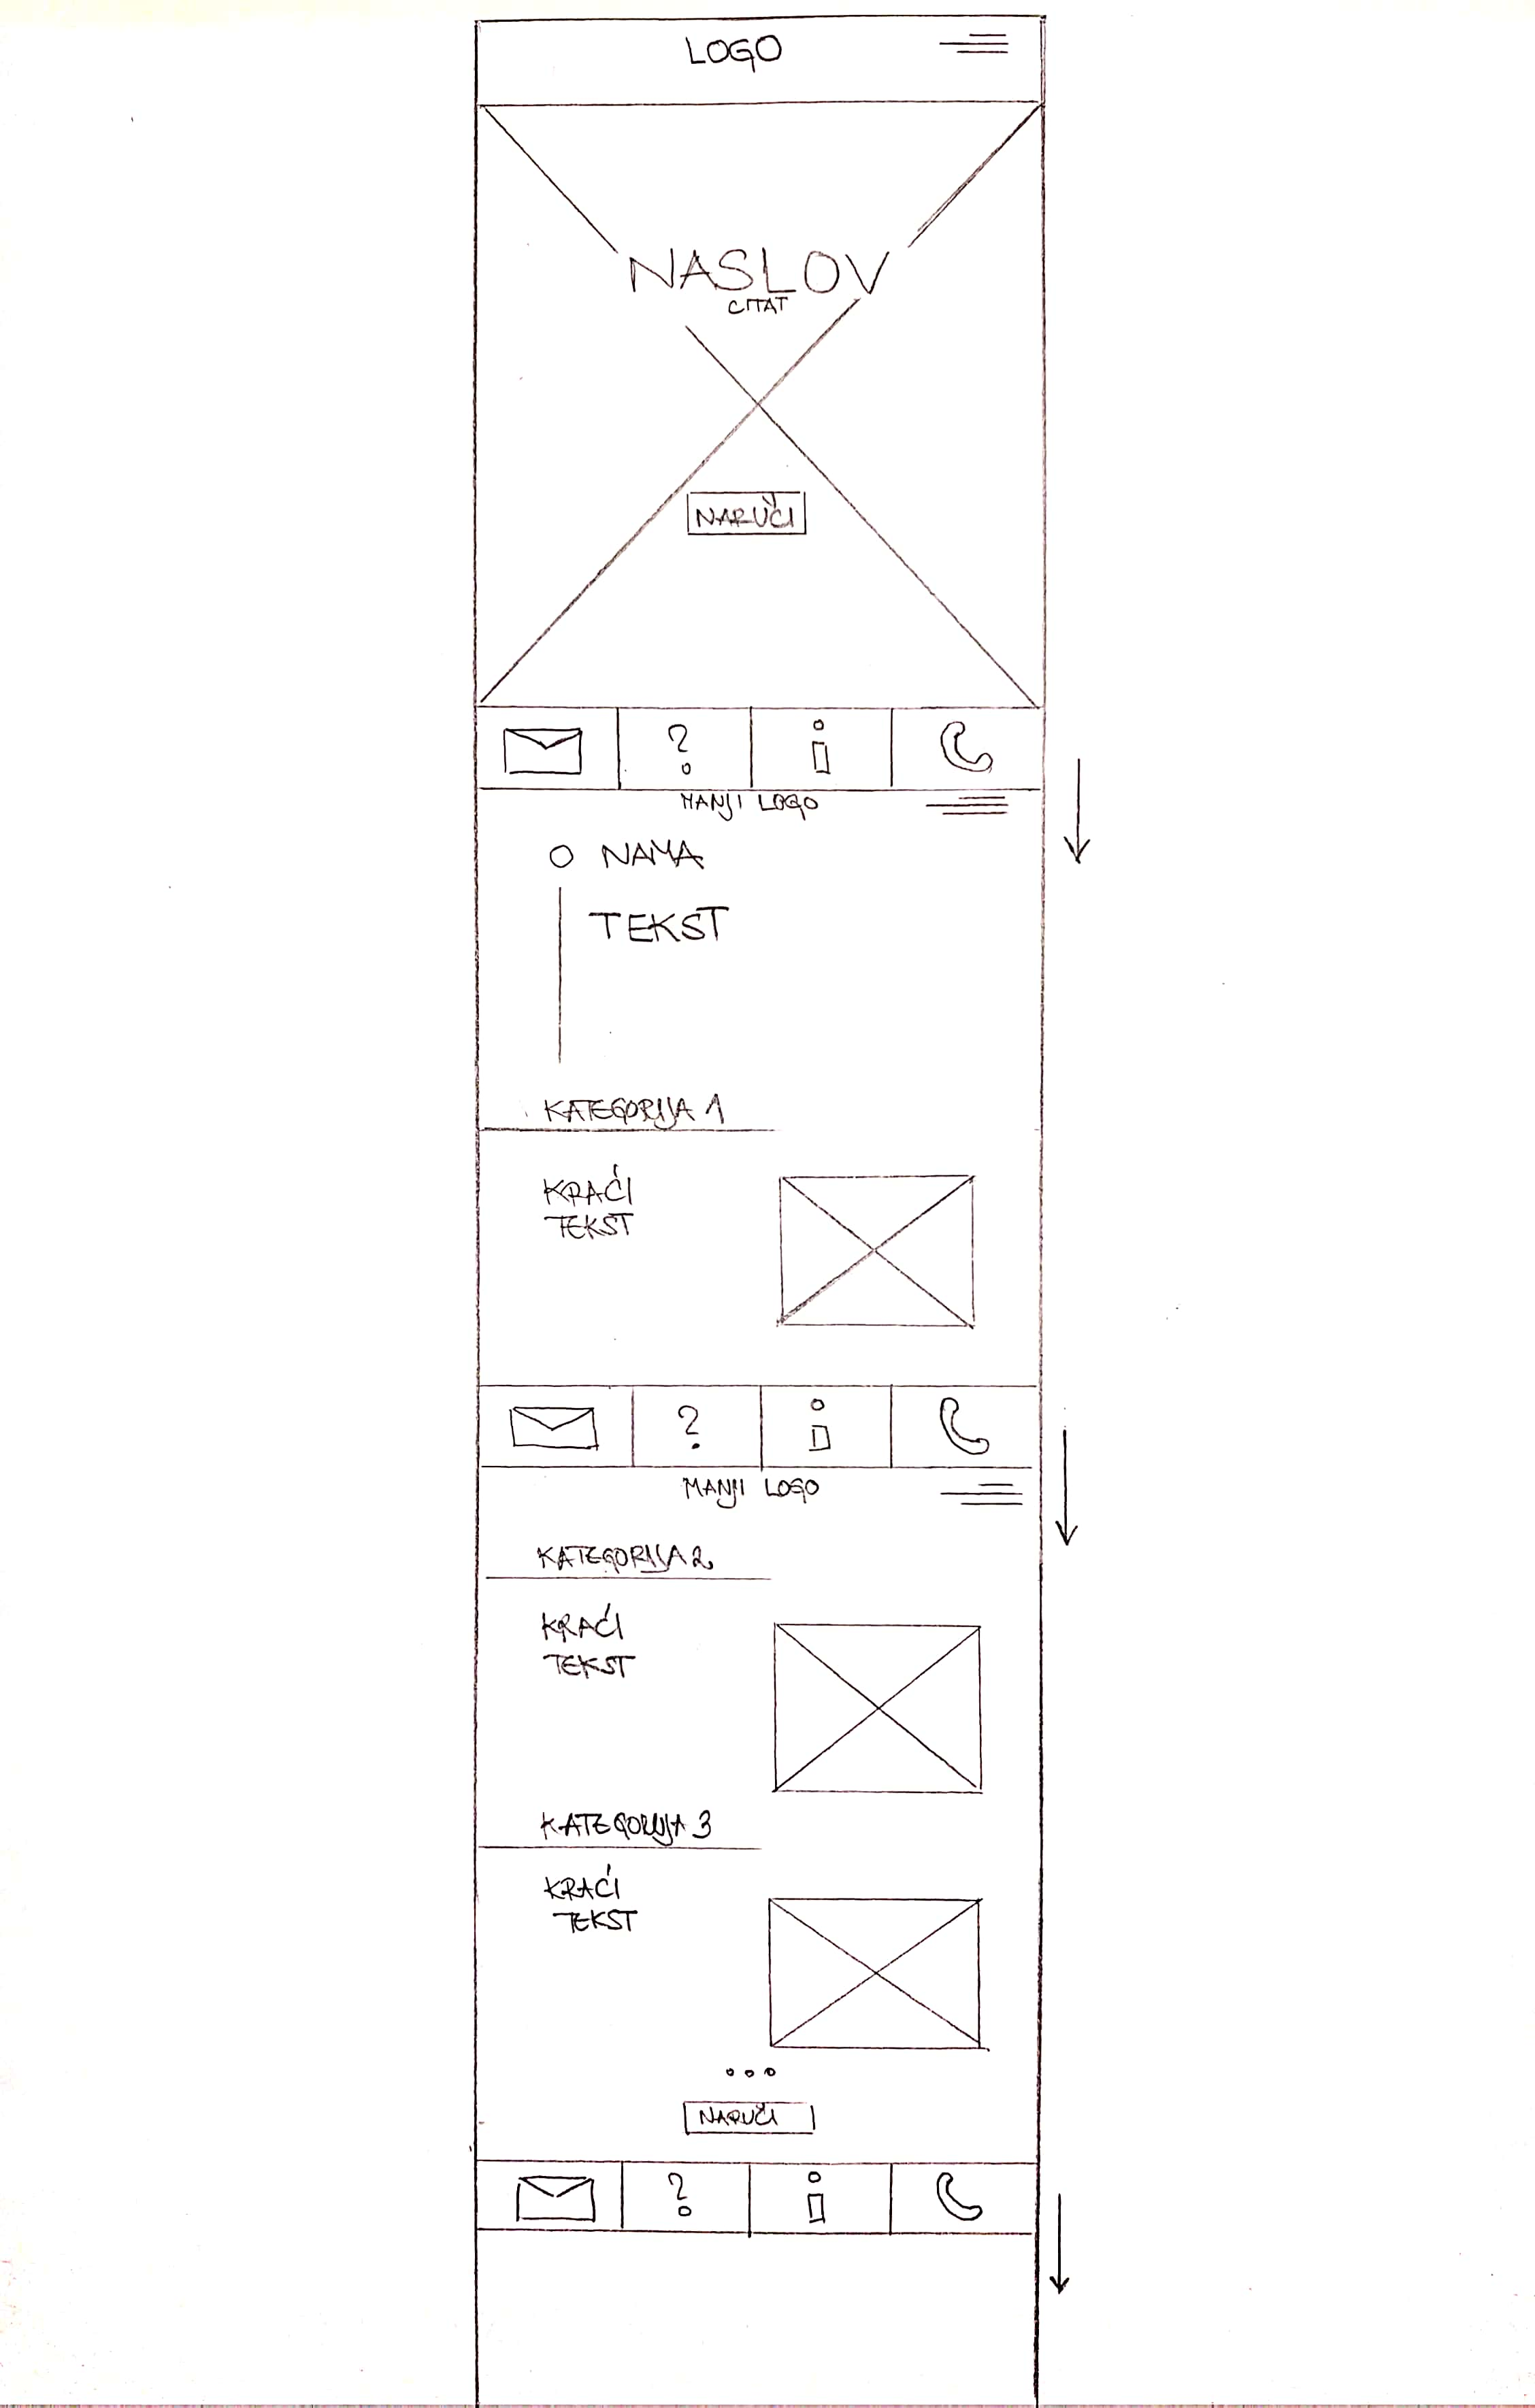 LOGO
NASLOV
CITAT
NARUČI
?
i
MANJI LOGO
O NAMA
TEKST
KATEGORIJA 1
KRAĆI
TEKST
?
i
MANJI LOGO
KATEGORIJA 2
KRAĆI
TEKST
KATEGORIJA 3
KRAĆI
TEKST
...
NARUČI
?
i